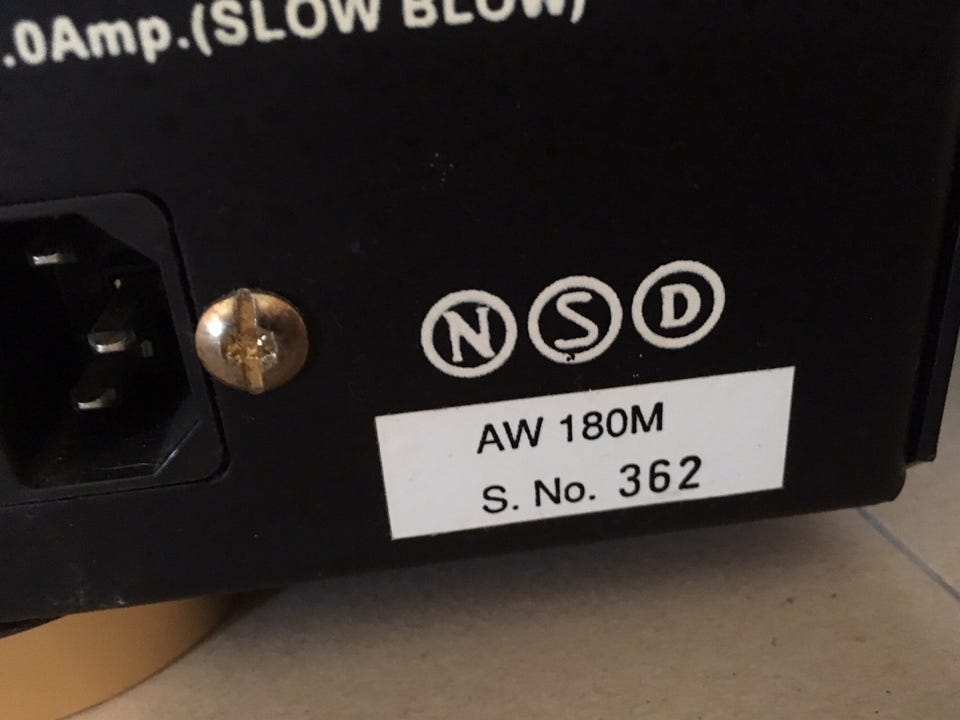 .0Amp.(SLOW BLOW)
N S D
AW 180M
S. No. 362